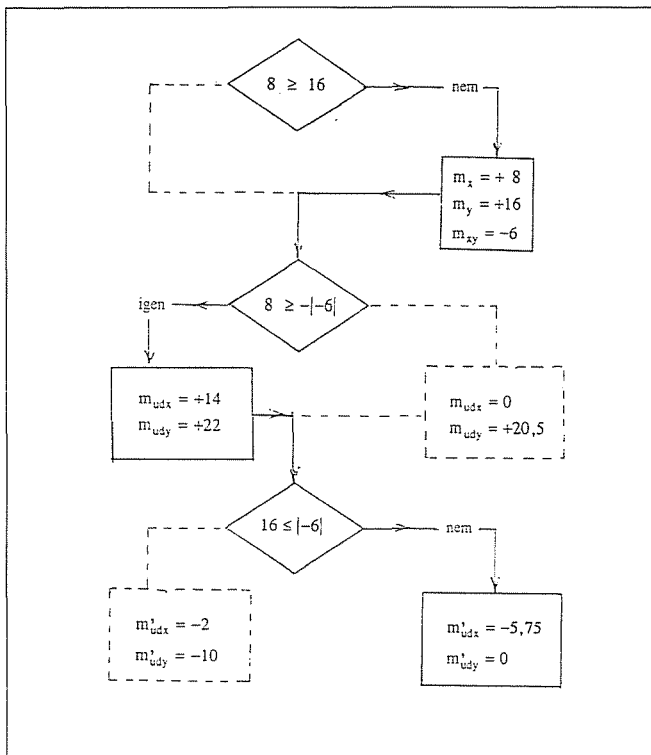 8 ≥ 16
nem
mₓ = + 8
m_y = +16
m_xy = −6
igen
8 ≥ −|−6|
m_udx = +14
m_udy = +22
m_udx = 0
m_udy = +20,5
16 ≤ |−6|
nem
m'_udx = −2
m'_udy = −10
m'_udx = −5,75
m'_udy = 0